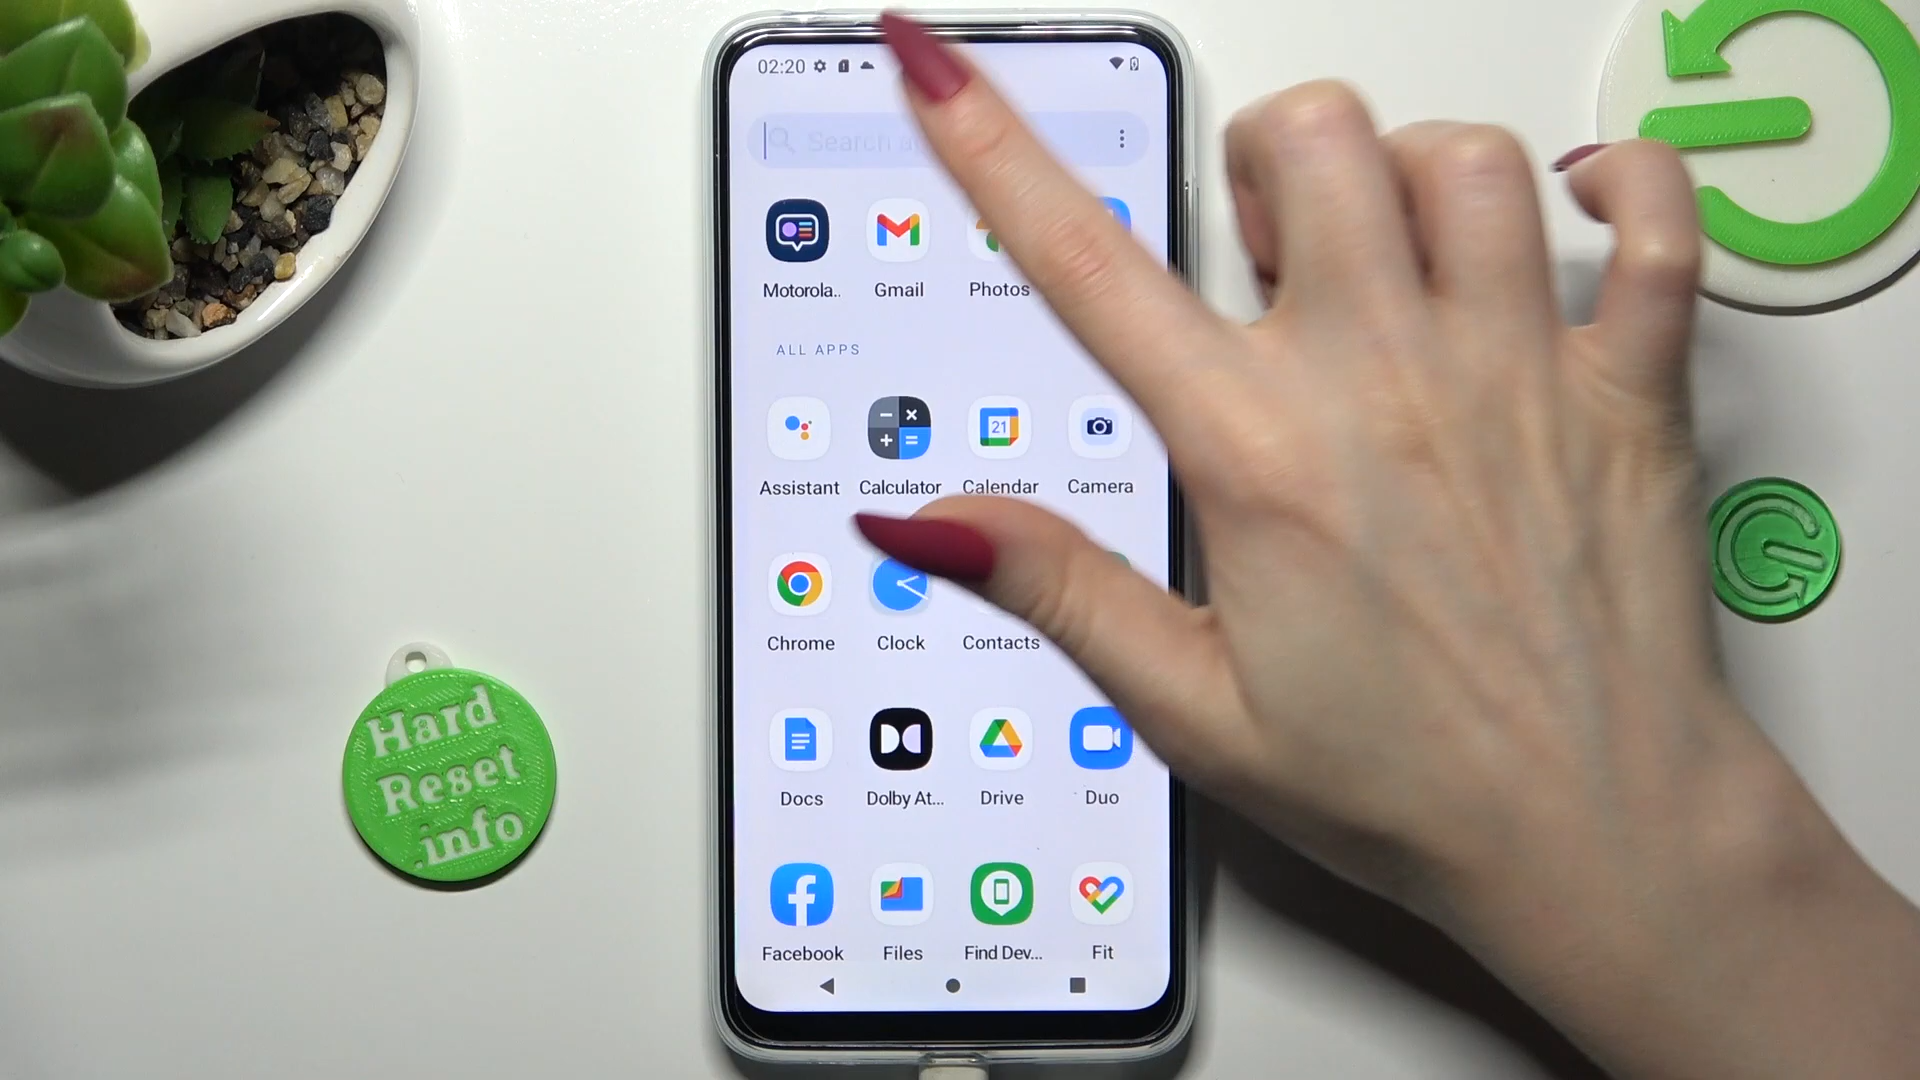 02:20
Search a
Motorola..
Gmail
Photos
ALL APPS
21
Assistant
Calculator
Calendar
Camera
Chrome
Clock
Contacts
Docs
Dolby At...
Drive
Duo
Facebook
Files
Find Dev...
Fit
Hard
Reset
.info